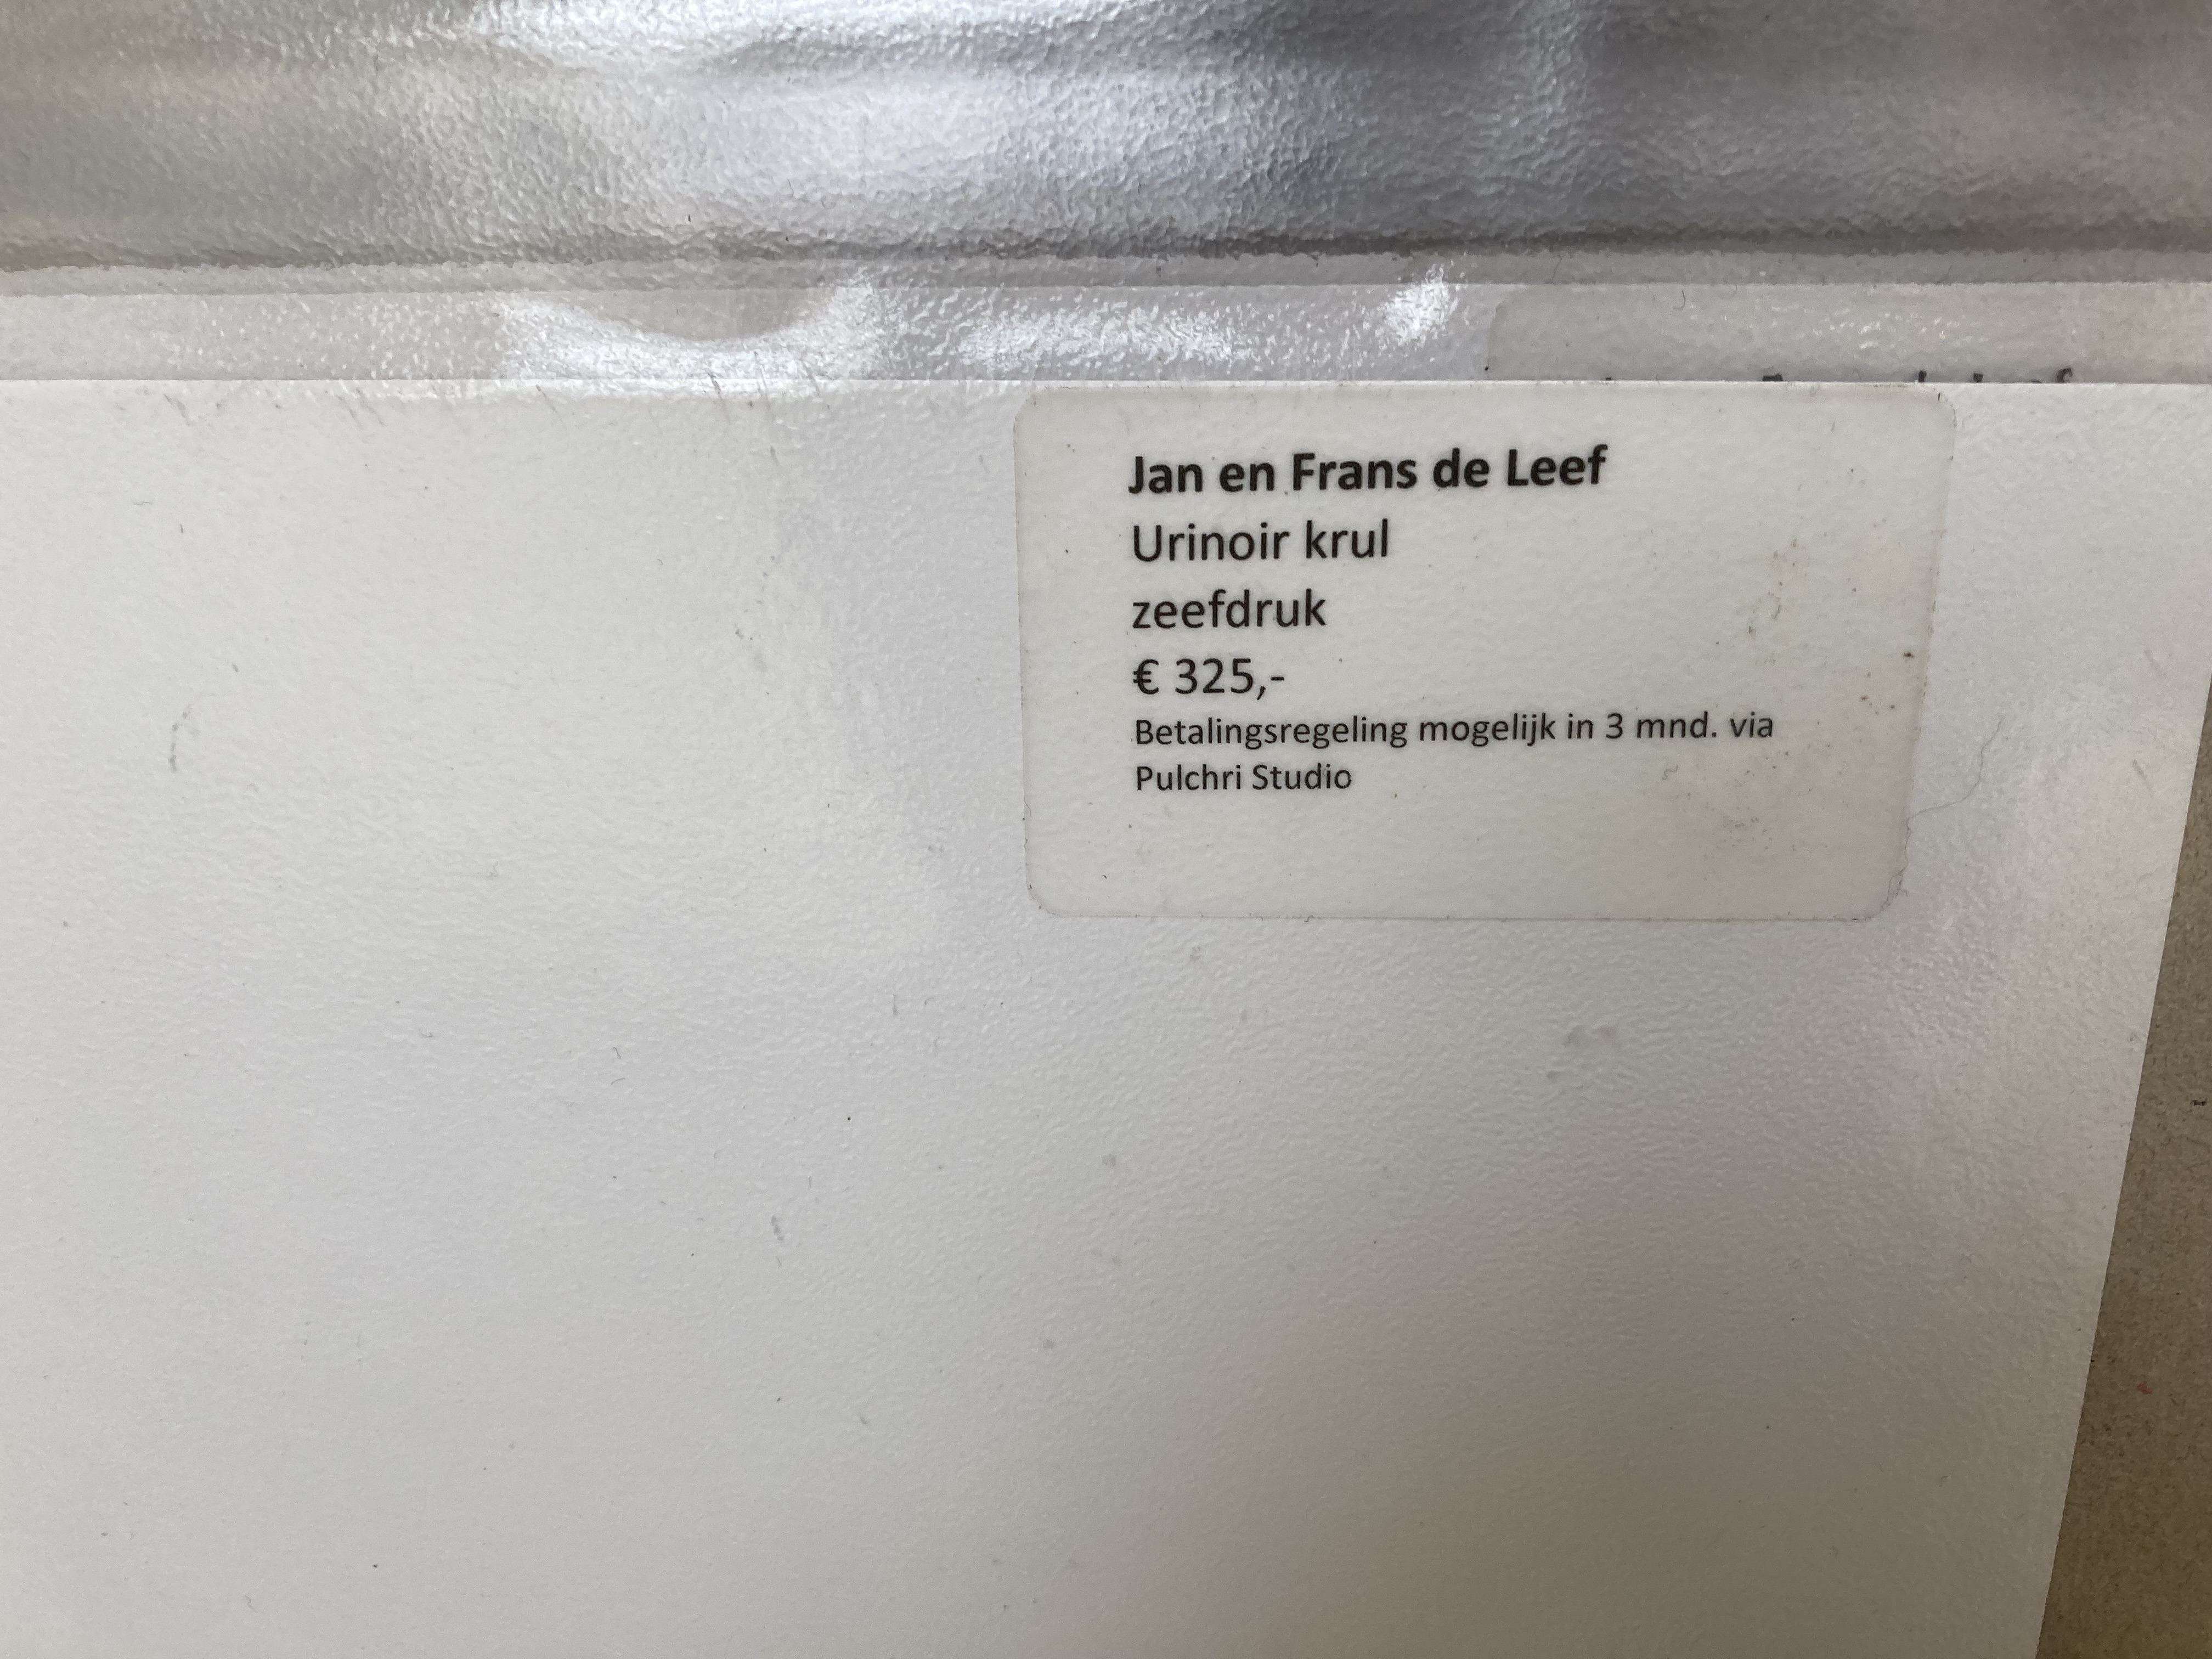 Jan en Frans de Leef
Urinoir krul
zeefdruk
€ 325,-
Betalingsregeling mogelijk in 3 mnd. via
Pulchri Studio